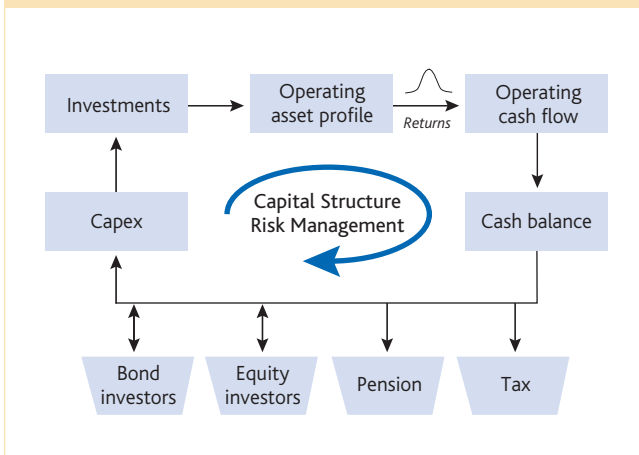 Investments
Operating
asset profile
Returns
Operating
cash flow
Capex
Capital Structure
Risk Management
Cash balance
Bond
investors
Equity
investors
Pension
Tax